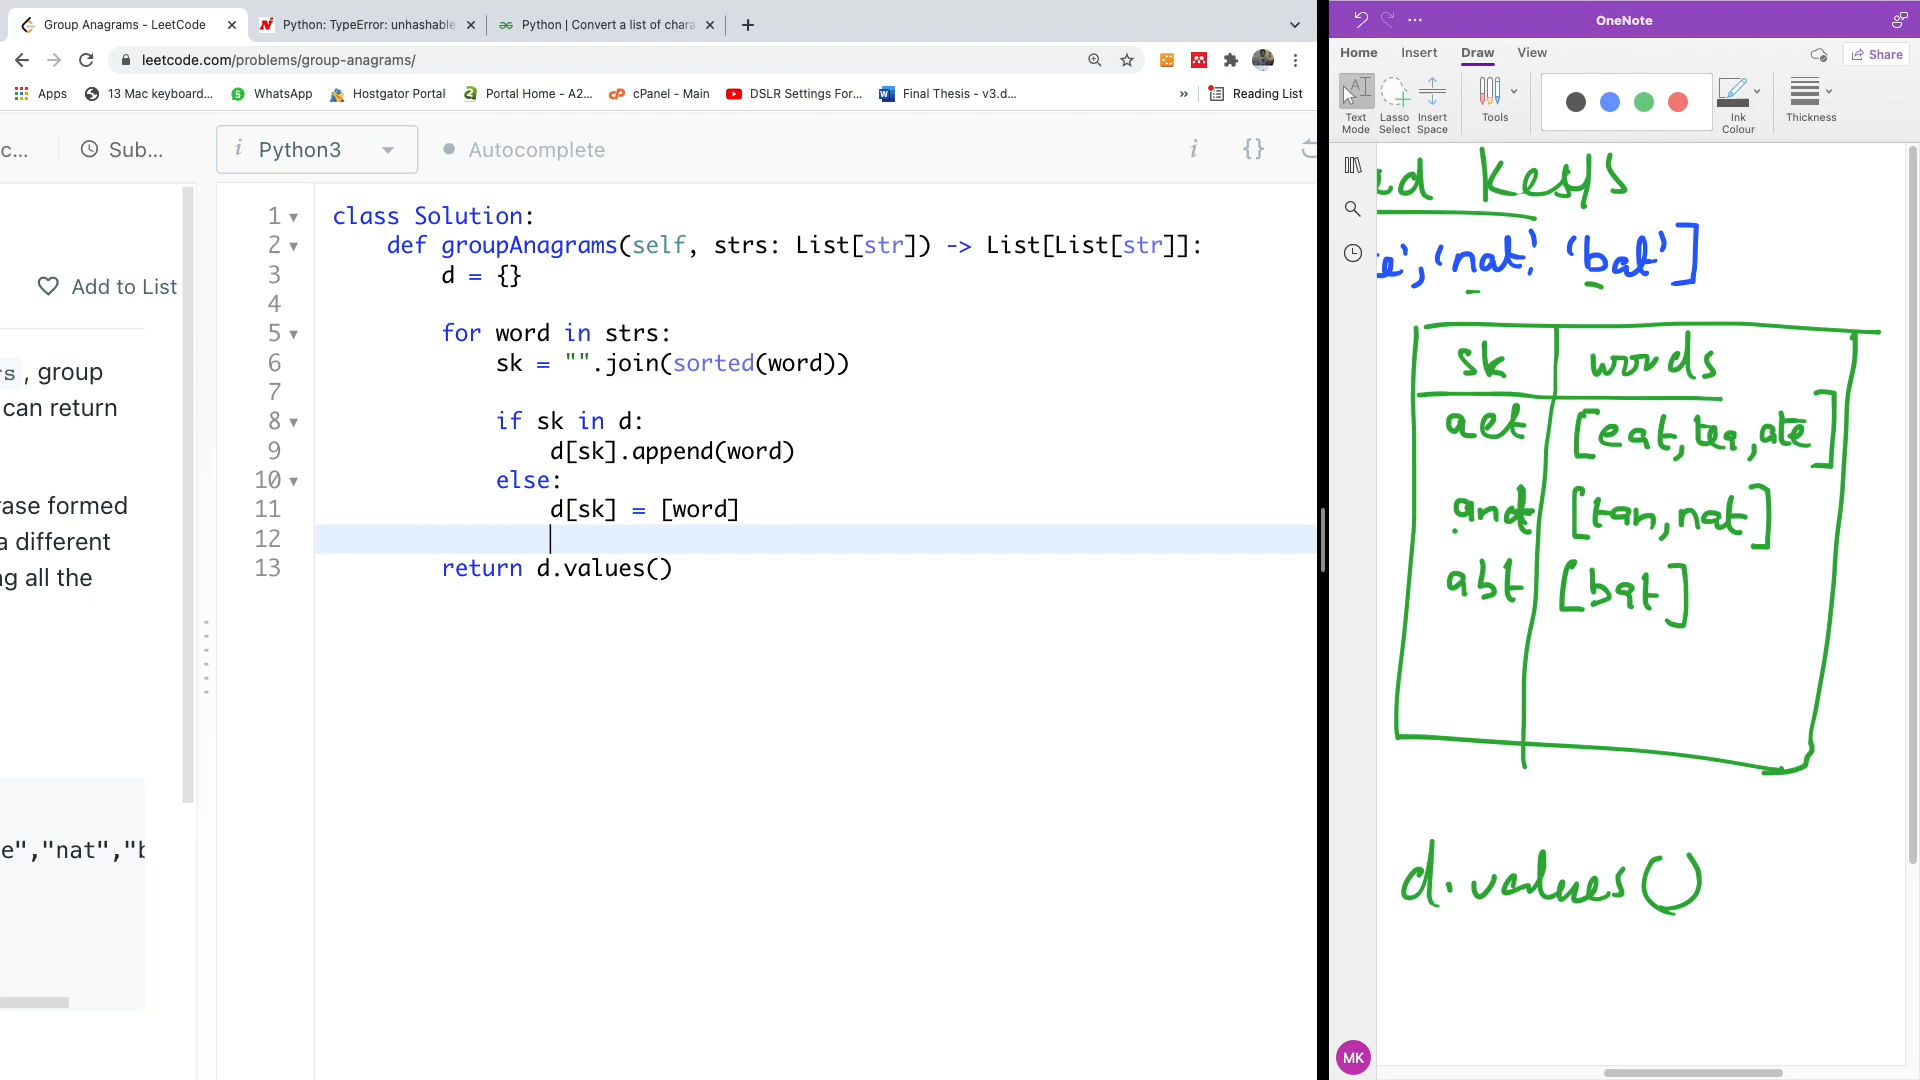 Group Anagrams - LeetCode
Python: TypeError: unhashable
Python | Convert a list of chara
leetcode.com/problems/group-anagrams/
Apps
13 Mac keyboard...
WhatsApp
Hostgator Portal
Portal Home - A2...
cPanel - Main
DSLR Settings For...
Final Thesis - v3.d...
»
Reading List
c...
Sub...
i Python3
Autocomplete
i {}
Add to List
s , group
can return
ase formed
a different
g all the
e","nat","b
1 class Solution:
2 def groupAnagrams(self, strs: List[str]) -> List[List[str]]:
3 d = {}
4
5 for word in strs:
6 sk = "".join(sorted(word))
7
8 if sk in d:
9 d[sk].append(word)
10 else:
11 d[sk] = [word]
12
13 return d.values()
OneNote
Home Insert Draw View
Share
Text Mode
Lasso Select
Insert Space
Tools
Ink Colour
Thickness
ed Keys
e', 'nat', 'bat']
sk words
aet [eat, tea, ate]
ant [tan, nat]
abt [bat]
d.values()
MK